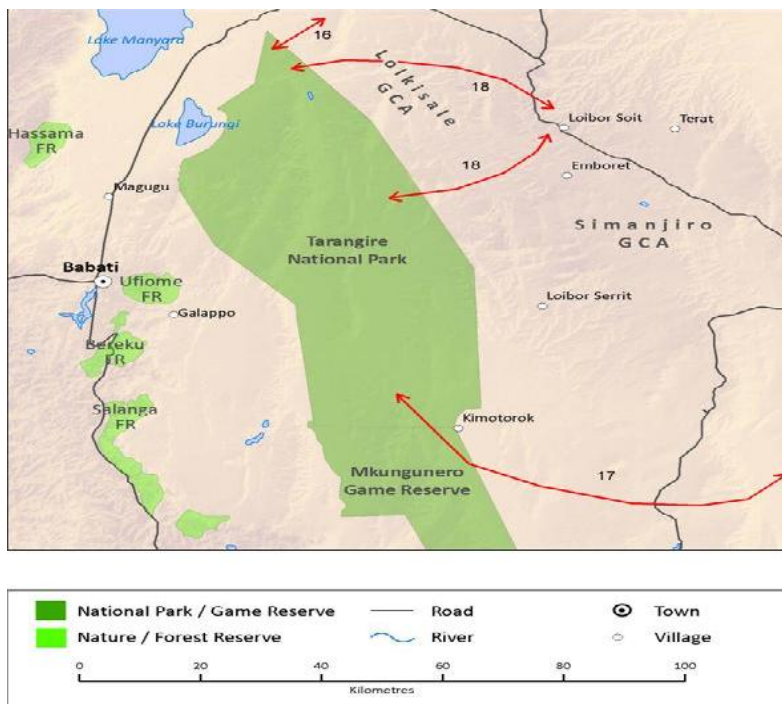 Lake Manyara
16
Loikisale
GCA
18
Lake Burungi
Loibor Soit
Terat
Hassama
FR
18
Emboret
Magugu
Simanjiro
GCA
Tarangire
National Park
Babati
Ufiome
FR
Loibor Serrit
Galappo
Bereku
FR
Salanga
FR
Kimotorok
Mkungunero
Game Reserve
17
National Park / Game Reserve
Road
Town
Nature / Forest Reserve
River
Village
0 20 40 60 80 100
Kilometres